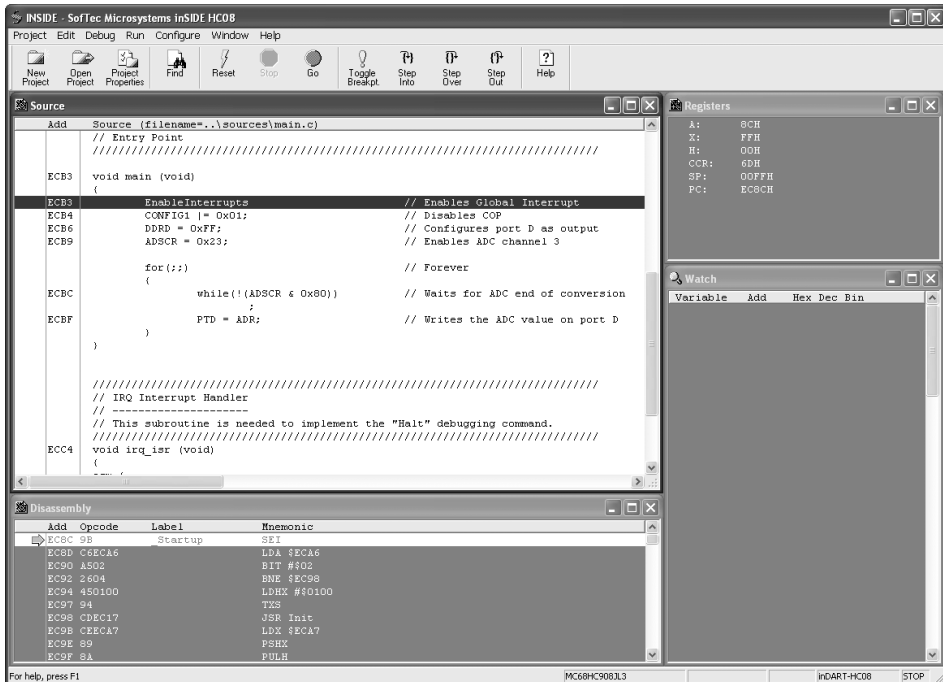 INSIDE - SofTec Microsystems inSIDE HC08
Project Edit Debug Run Configure Window Help
New Project
Open Project
Project Properties
Find
Reset
Stop
Go
Toggle Breakpt.
Step Into
Step Over
Step Out
Help
Source
Add Source (filename=..\sources\main.c)
// Entry Point
//////////////////////////////////////////////////////////////////////////////
ECB3 void main (void)
{
ECB3 EnableInterrupts // Enables Global Interrupt
ECB4 CONFIG1 |= 0x01; // Disables COP
ECB6 DDRD = 0xFF; // Configures port D as output
ECB9 ADSCR = 0x23; // Enables ADC channel 3
for(;;) // Forever
{
ECBC while(!(ADSCR & 0x80)) // Waits for ADC end of conversion
;
ECBF PTD = ADR; // Writes the ADC value on port D
}
}
//////////////////////////////////////////////////////////////////////////////
// IRQ Interrupt Handler
// ---------------------
// This subroutine is needed to implement the "Halt" debugging command.
//////////////////////////////////////////////////////////////////////////////
ECC4 void irq_isr (void)
{
Registers
A: 8CH
X: FFH
H: 00H
CCR: 6DH
SP: 00FFH
PC: EC8CH
Watch
Variable Add Hex Dec Bin
Disassembly
Add Opcode Label Mnemonic
EC8C 9B _Startup SEI
EC8D C6ECA6 LDA $ECA6
EC90 A502 BIT #$02
EC92 2604 BNE $EC98
EC94 450100 LDHX #$0100
EC97 94 TXS
EC98 CDEC17 JSR Init
EC9B CEECA7 LDX $ECA7
EC9E 89 PSHX
EC9F 8A PULH
For help, press F1
MC68HC908JL3
inDART-HC08
STOP